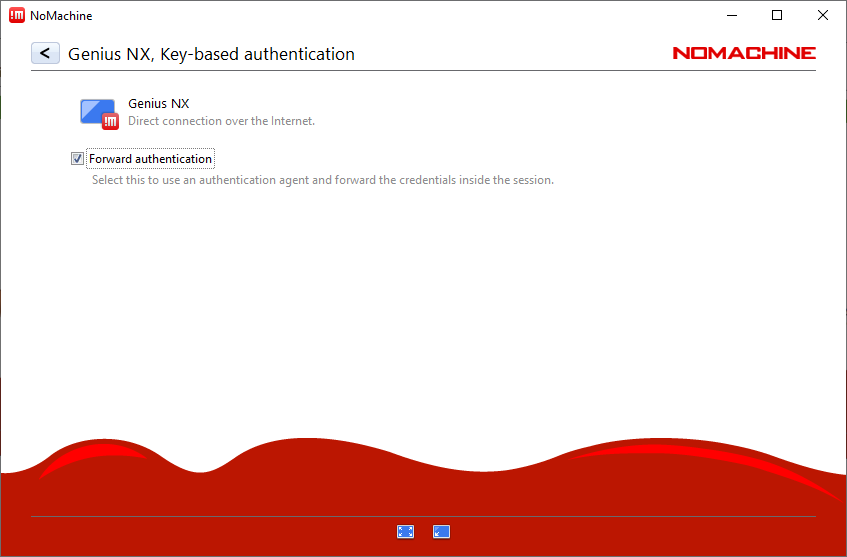 !m NoMachine
< Genius NX, Key-based authentication NOMACHINE
Genius NX
!m Direct connection over the Internet.
Forward authentication
Select this to use an authentication agent and forward the credentials inside the session.